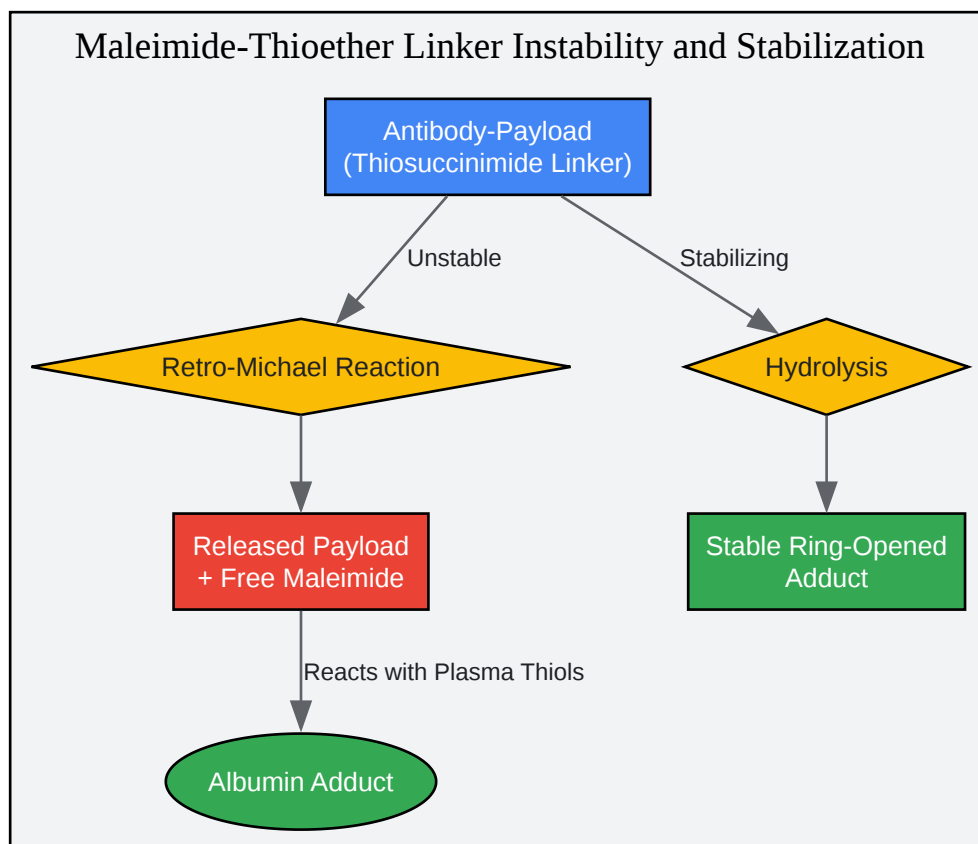 Maleimide-Thioether Linker Instability and Stabilization
Antibody-Payload
(Thiosuccinimide Linker)
Unstable
Stabilizing
Retro-Michael Reaction
Hydrolysis
Released Payload
+ Free Maleimide
Stable Ring-Opened
Adduct
Reacts with Plasma Thiols
Albumin Adduct